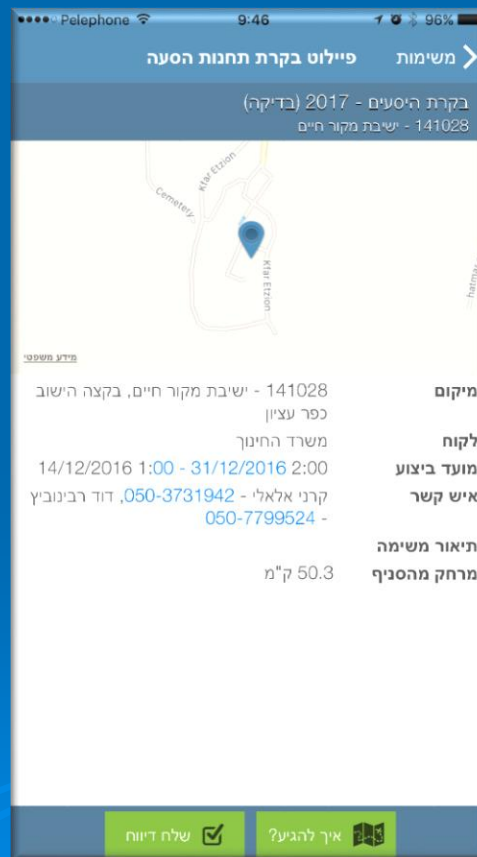 Pelephone 9:46 96%
משימות פיילוט בקרת תחנות הסעה
בקרת היסעים - 2017 (בדיקה)
141028 - ישיבת מקור חיים
Kfar Etzion
Cemetery
Kfar Etzion
hatmar
מידע משפטי
מיקום 141028 - ישיבת מקור חיים, בקצה הישוב
כפר עציון
לקוח משרד החינוך
מועד ביצוע 14/12/2016 1:00 - 31/12/2016 2:00
איש קשר קרני אלאלי - 050-3731942, דוד רבינוביץ
- 050-7799524
תיאור משימה
מרחק מהסניף 50.3 ק"מ
איך להגיע? שלח דיווח